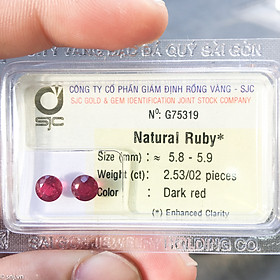 CÔNG TY CỔ PHẦN GIÁM ĐỊNH RỒNG VÀNG - SJC
SJC GOLD & GEM IDENTIFICATION JOINT STOCK COMPANY
SJC
Nº: G75319
Natural Ruby*
Size (mm) : ≈ 5.8 - 5.9
Weight (ct) : 2.53/02 pieces
Color : Dark red
(*) Enhanced Clarity
HOLDING CO.